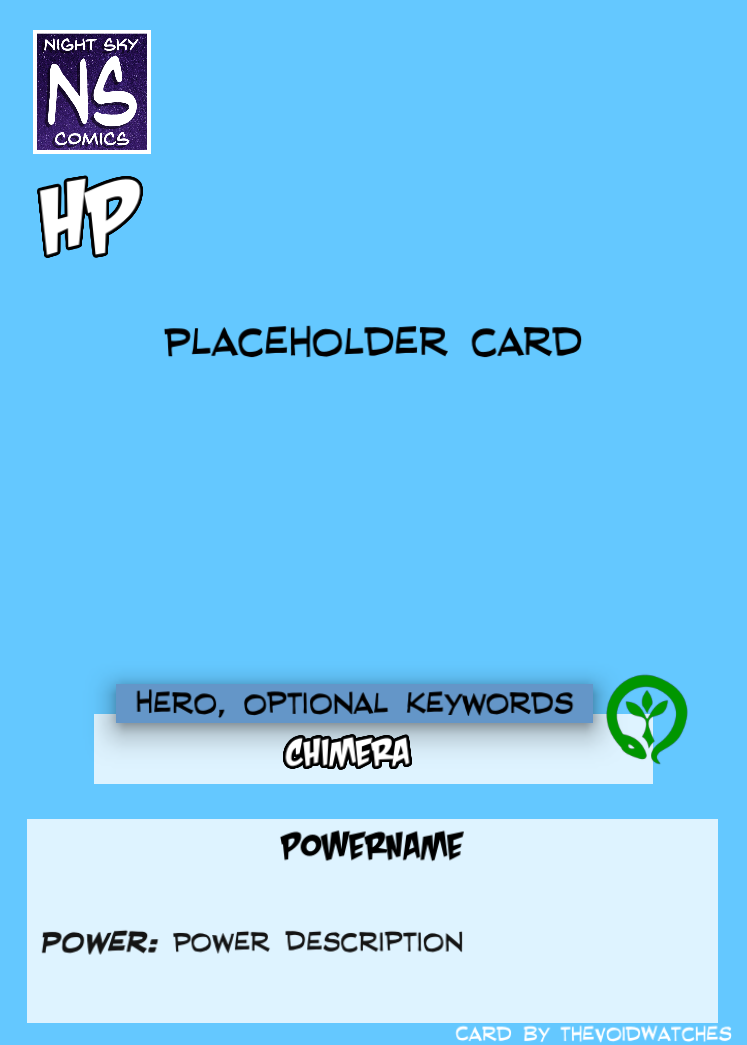 NIGHT SKY
NS
COMICS
HP
PLACEHOLDER CARD
HERO, OPTIONAL KEYWORDS
CHIMERA
POWERNAME
POWER: POWER DESCRIPTION
CARD BY THEVOIDWATCHES